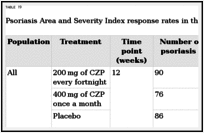 TABLE 18
Psoriasis Area and Severity Index response rates in th
Population
Treatment
Time
point
(weeks)
Number o
psoriasis
All
200 mg of CZP
every fortnight
12
90
400 mg of CZP
once a month
76
Placebo
86